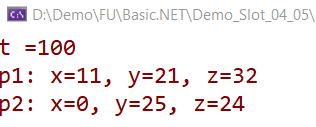 D:\Demo\FU\Basic.NET\Demo_Slot_04_05\
t =100
p1: x=11, y=21, z=32
p2: x=0, y=25, z=24